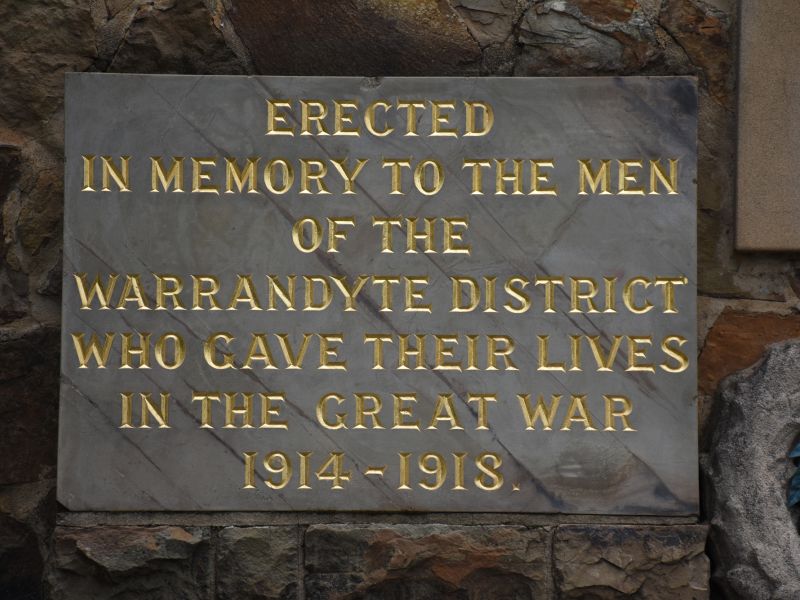 ERECTED
IN MEMORY TO THE MEN
OF THE
WARRANDYTE DISTRICT
WHO GAVE THEIR LIVES
IN THE GREAT WAR
1914-1918.